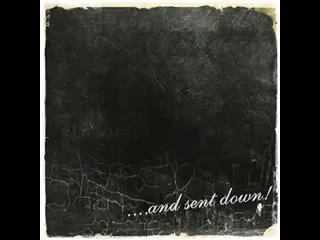 ....and sent down!